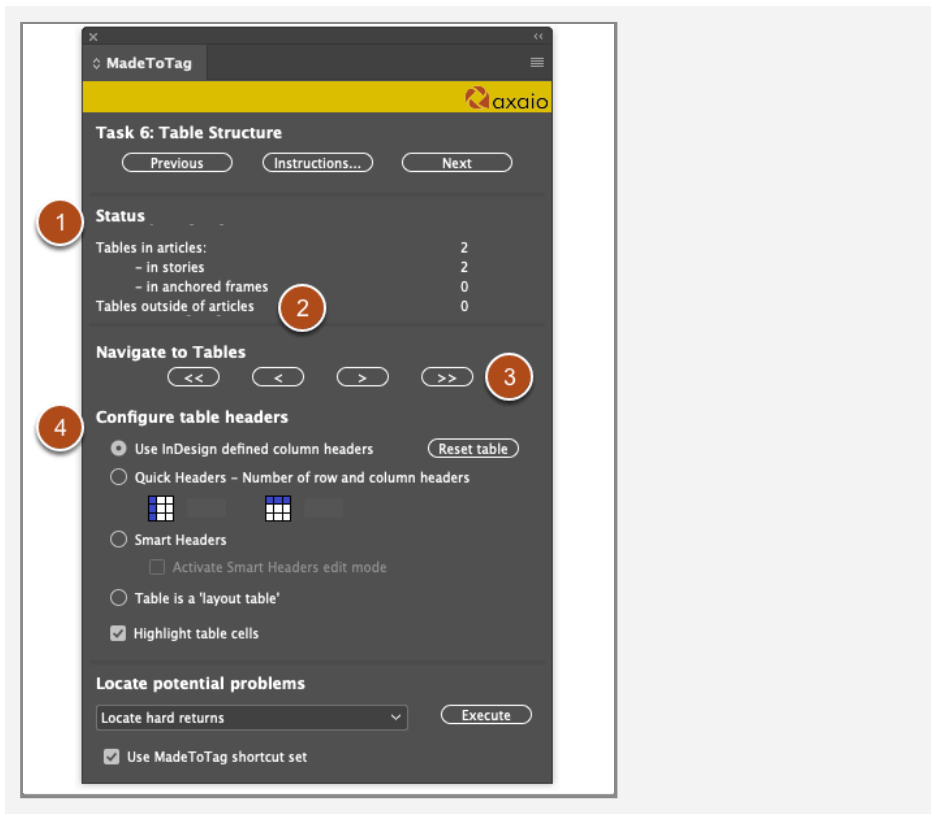 ×
<<
MadeToTag
axaio
Task 6: Table Structure
Previous Instructions... Next
1
Status
Tables in articles: 2
– in stories 2
– in anchored frames 0
Tables outside of articles 0
2
Navigate to Tables
<< < > >>
3
4
Configure table headers
Use InDesign defined column headers Reset table
Quick Headers – Number of row and column headers
Smart Headers
Activate Smart Headers edit mode
Table is a 'layout table'
Highlight table cells
Locate potential problems
Locate hard returns Execute
Use MadeToTag shortcut set